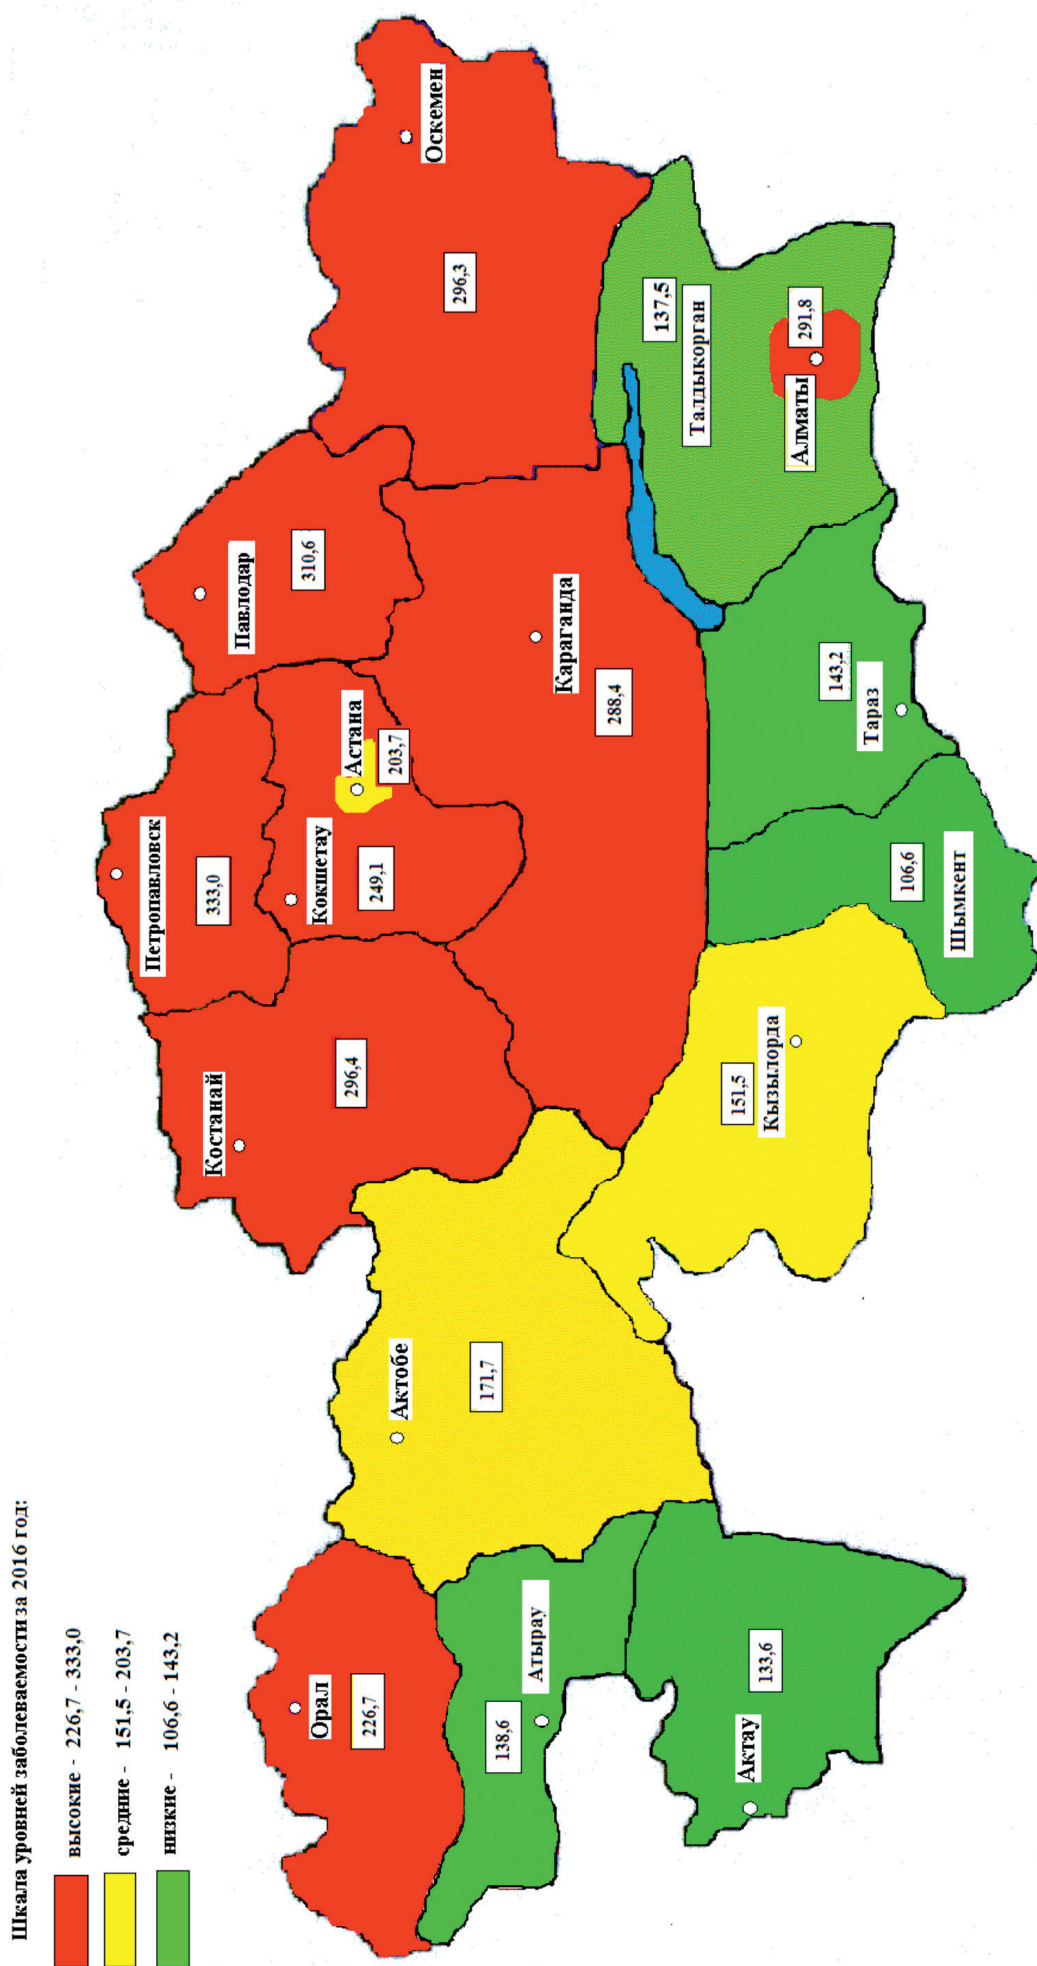 Шкала уровней заболеваемости за 2016 год:
высокие - 226,7 - 333,0
средние - 151,5 - 203,7
низкие - 106,6 - 143,2
Петропавловск
333,0
Костанай
296,4
Кокшетау
249,1
Астана
203,7
Павлодар
310,6
Оскемен
296,3
Орал
226,7
Актобе
171,7
Караганда
288,4
Атырау
138,6
Актау
133,6
Кызылорда
151,5
Шымкент
106,6
Тараз
143,2
137,5
Талдыкорган
Алматы
291,8